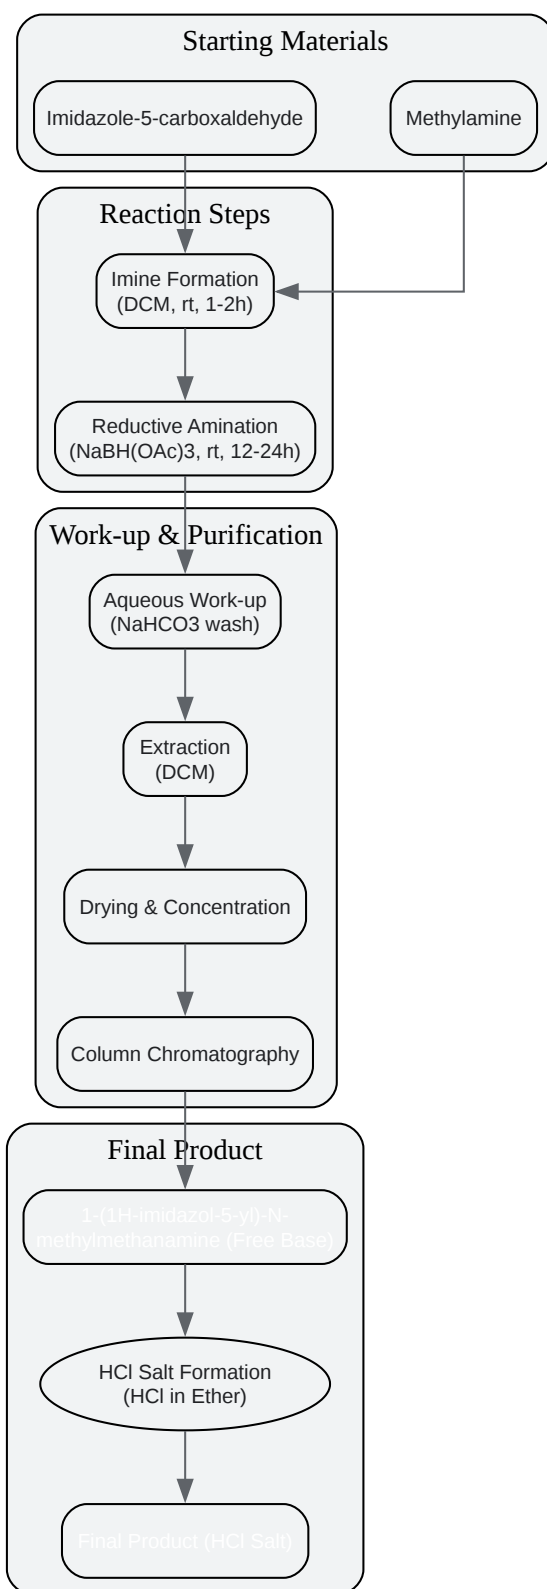 Starting Materials
Imidazole-5-carboxaldehyde
Methylamine
Reaction Steps
Imine Formation
(DCM, rt, 1-2h)
Reductive Amination
(NaBH(OAc)3, rt, 12-24h)
Work-up & Purification
Aqueous Work-up
(NaHCO3 wash)
Extraction
(DCM)
Drying & Concentration
Column Chromatography
Final Product
1-(1H-imidazol-5-yl)-N-
methylmethanamine (Free Base)
HCl Salt Formation
(HCl in Ether)
Final Product (HCl Salt)